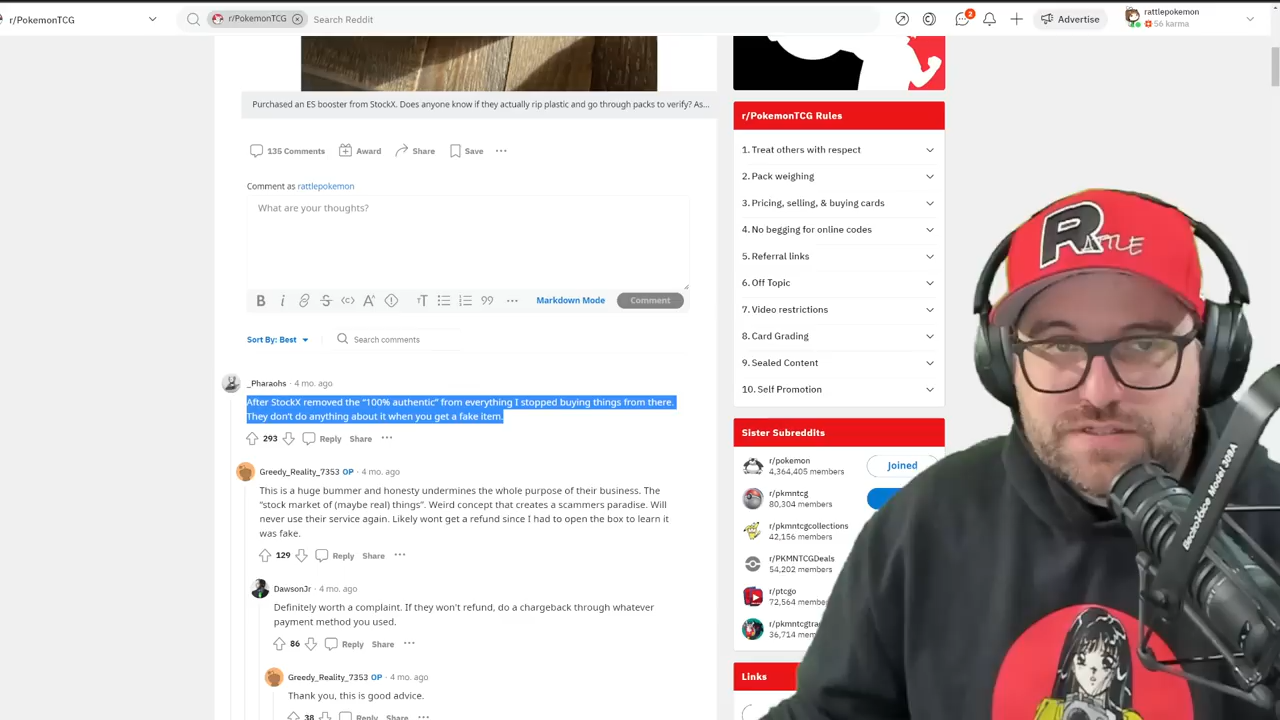 r/PokemonTCG
r/PokemonTCG
Search Reddit
2
Advertise
rattlepokemon
56 karma
Purchased an ES booster from StockX. Does anyone know if they actually rip plastic and go through packs to verify? As...
135 Comments
Award
Share
Save
Comment as rattlepokemon
What are your thoughts?
Markdown Mode
Comment
Sort By: Best
Search comments
_Pharaohs · 4 mo. ago
After StockX removed the "100% authentic" from everything I stopped buying things from there.
They don't do anything about it when you get a fake item.
293
Reply
Share
Greedy_Reality_7353 OP · 4 mo. ago
This is a huge bummer and honesty undermines the whole purpose of their business. The
"stock market of (maybe real) things". Weird concept that creates a scammers paradise. Will
never use their service again. Likely wont get a refund since I had to open the box to learn it
was fake.
129
Reply
Share
DawsonJr · 4 mo. ago
Definitely worth a complaint. If they won't refund, do a chargeback through whatever
payment method you used.
86
Reply
Share
Greedy_Reality_7353 OP · 4 mo. ago
Thank you, this is good advice.
38
Reply
Share
r/PokemonTCG Rules
1. Treat others with respect
2. Pack weighing
3. Pricing, selling, & buying cards
4. No begging for online codes
5. Referral links
6. Off Topic
7. Video restrictions
8. Card Grading
9. Sealed Content
10. Self Promotion
Sister Subreddits
r/pokemon
4,364,405 members
Joined
r/pkmntcg
80,304 members
r/pkmntcgcollections
42,156 members
r/PKMNTCGDeals
54,202 members
r/ptcgo
72,564 members
r/pkmntcgtra
36,714 members
Links
RATTLE
Electro-Voice Model 309A